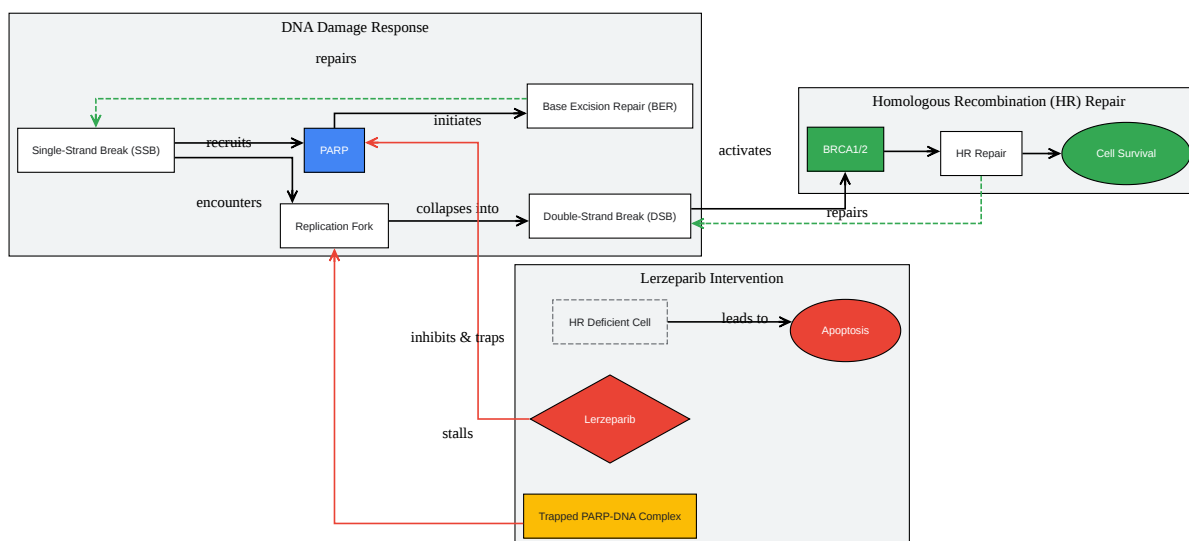 DNA Damage Response
repairs
Base Excision Repair (BER)
initiates
Single-Strand Break (SSB)
recruits
PARP
encounters
Replication Fork
collapses into
Double-Strand Break (DSB)
activates
Homologous Recombination (HR) Repair
BRCA1/2
HR Repair
Cell Survival
repairs
Lerzeparib Intervention
HR Deficient Cell
leads to
Apoptosis
inhibits & traps
Lerzeparib
stalls
Trapped PARP-DNA Complex